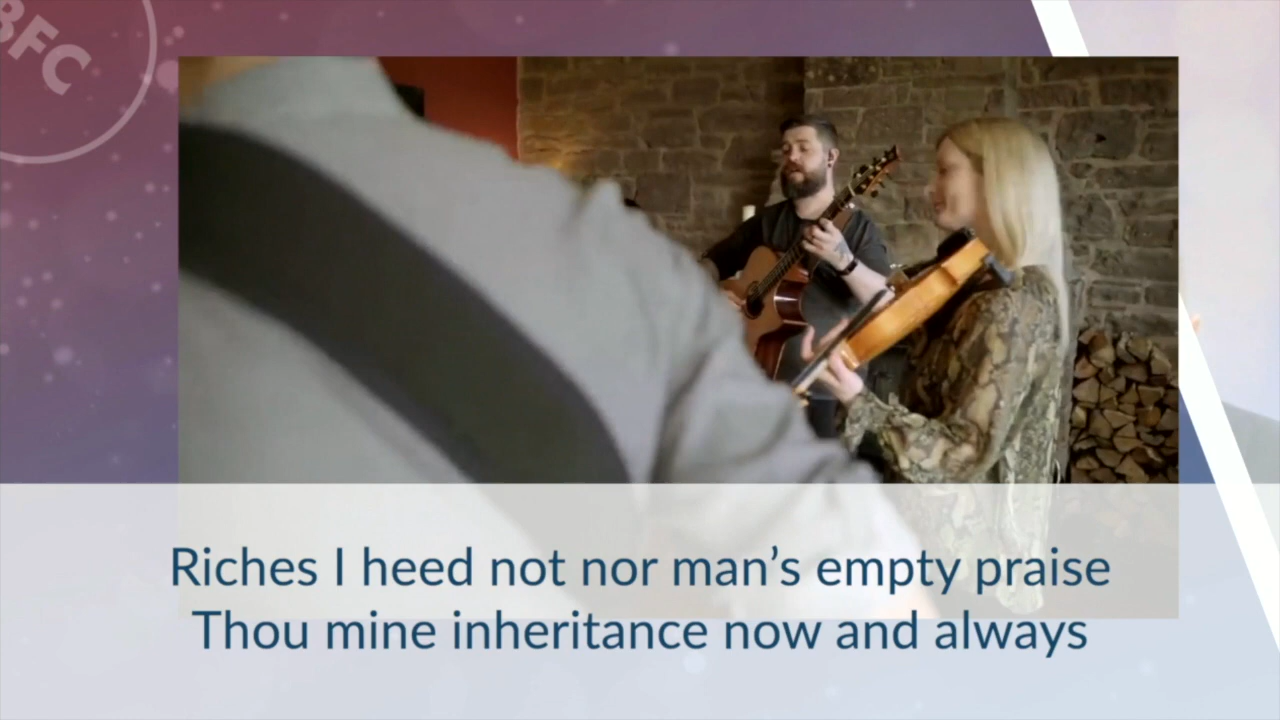 BFC
Riches I heed not nor man’s empty praise
Thou mine inheritance now and always